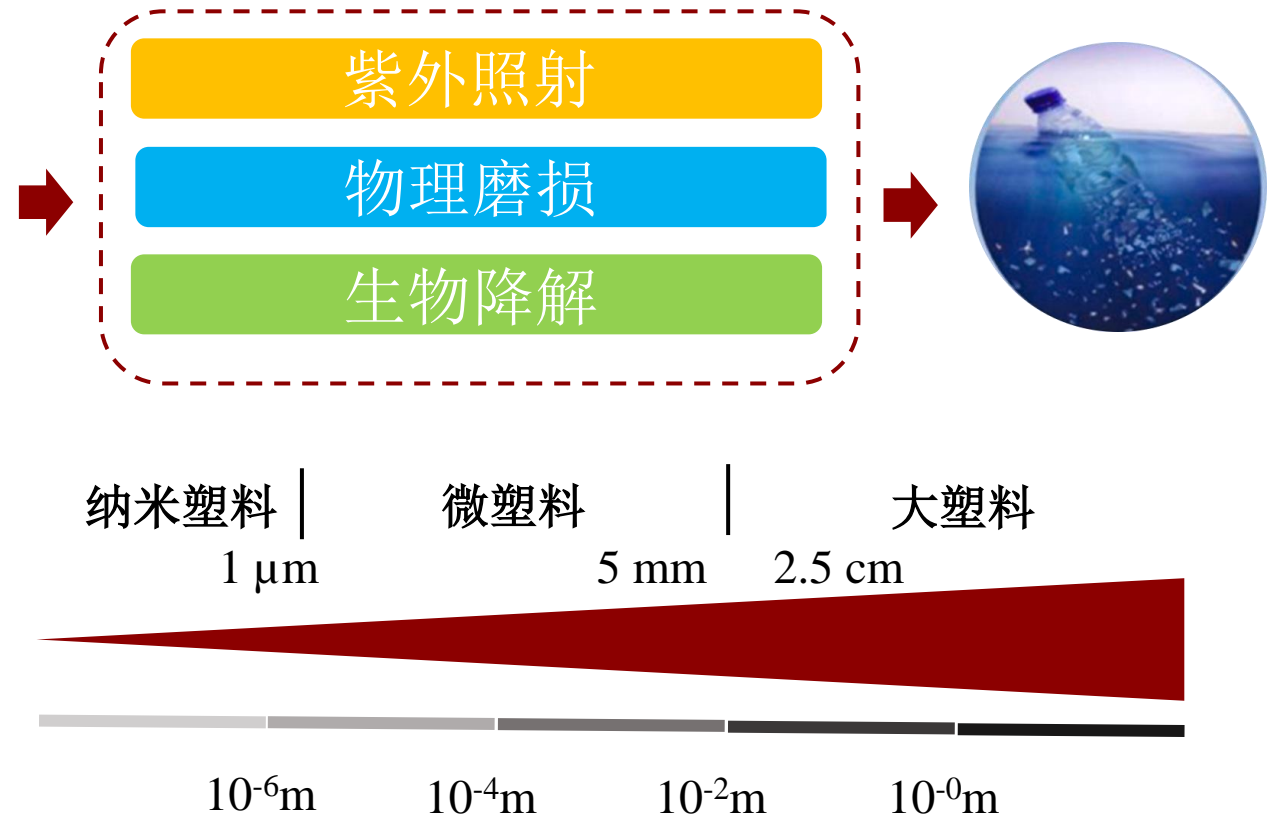 紫外照射
物理磨损
生物降解
纳米塑料 微塑料 大塑料
1 μm 5 mm 2.5 cm
10⁻⁶m 10⁻⁴m 10⁻²m 10⁻⁰m